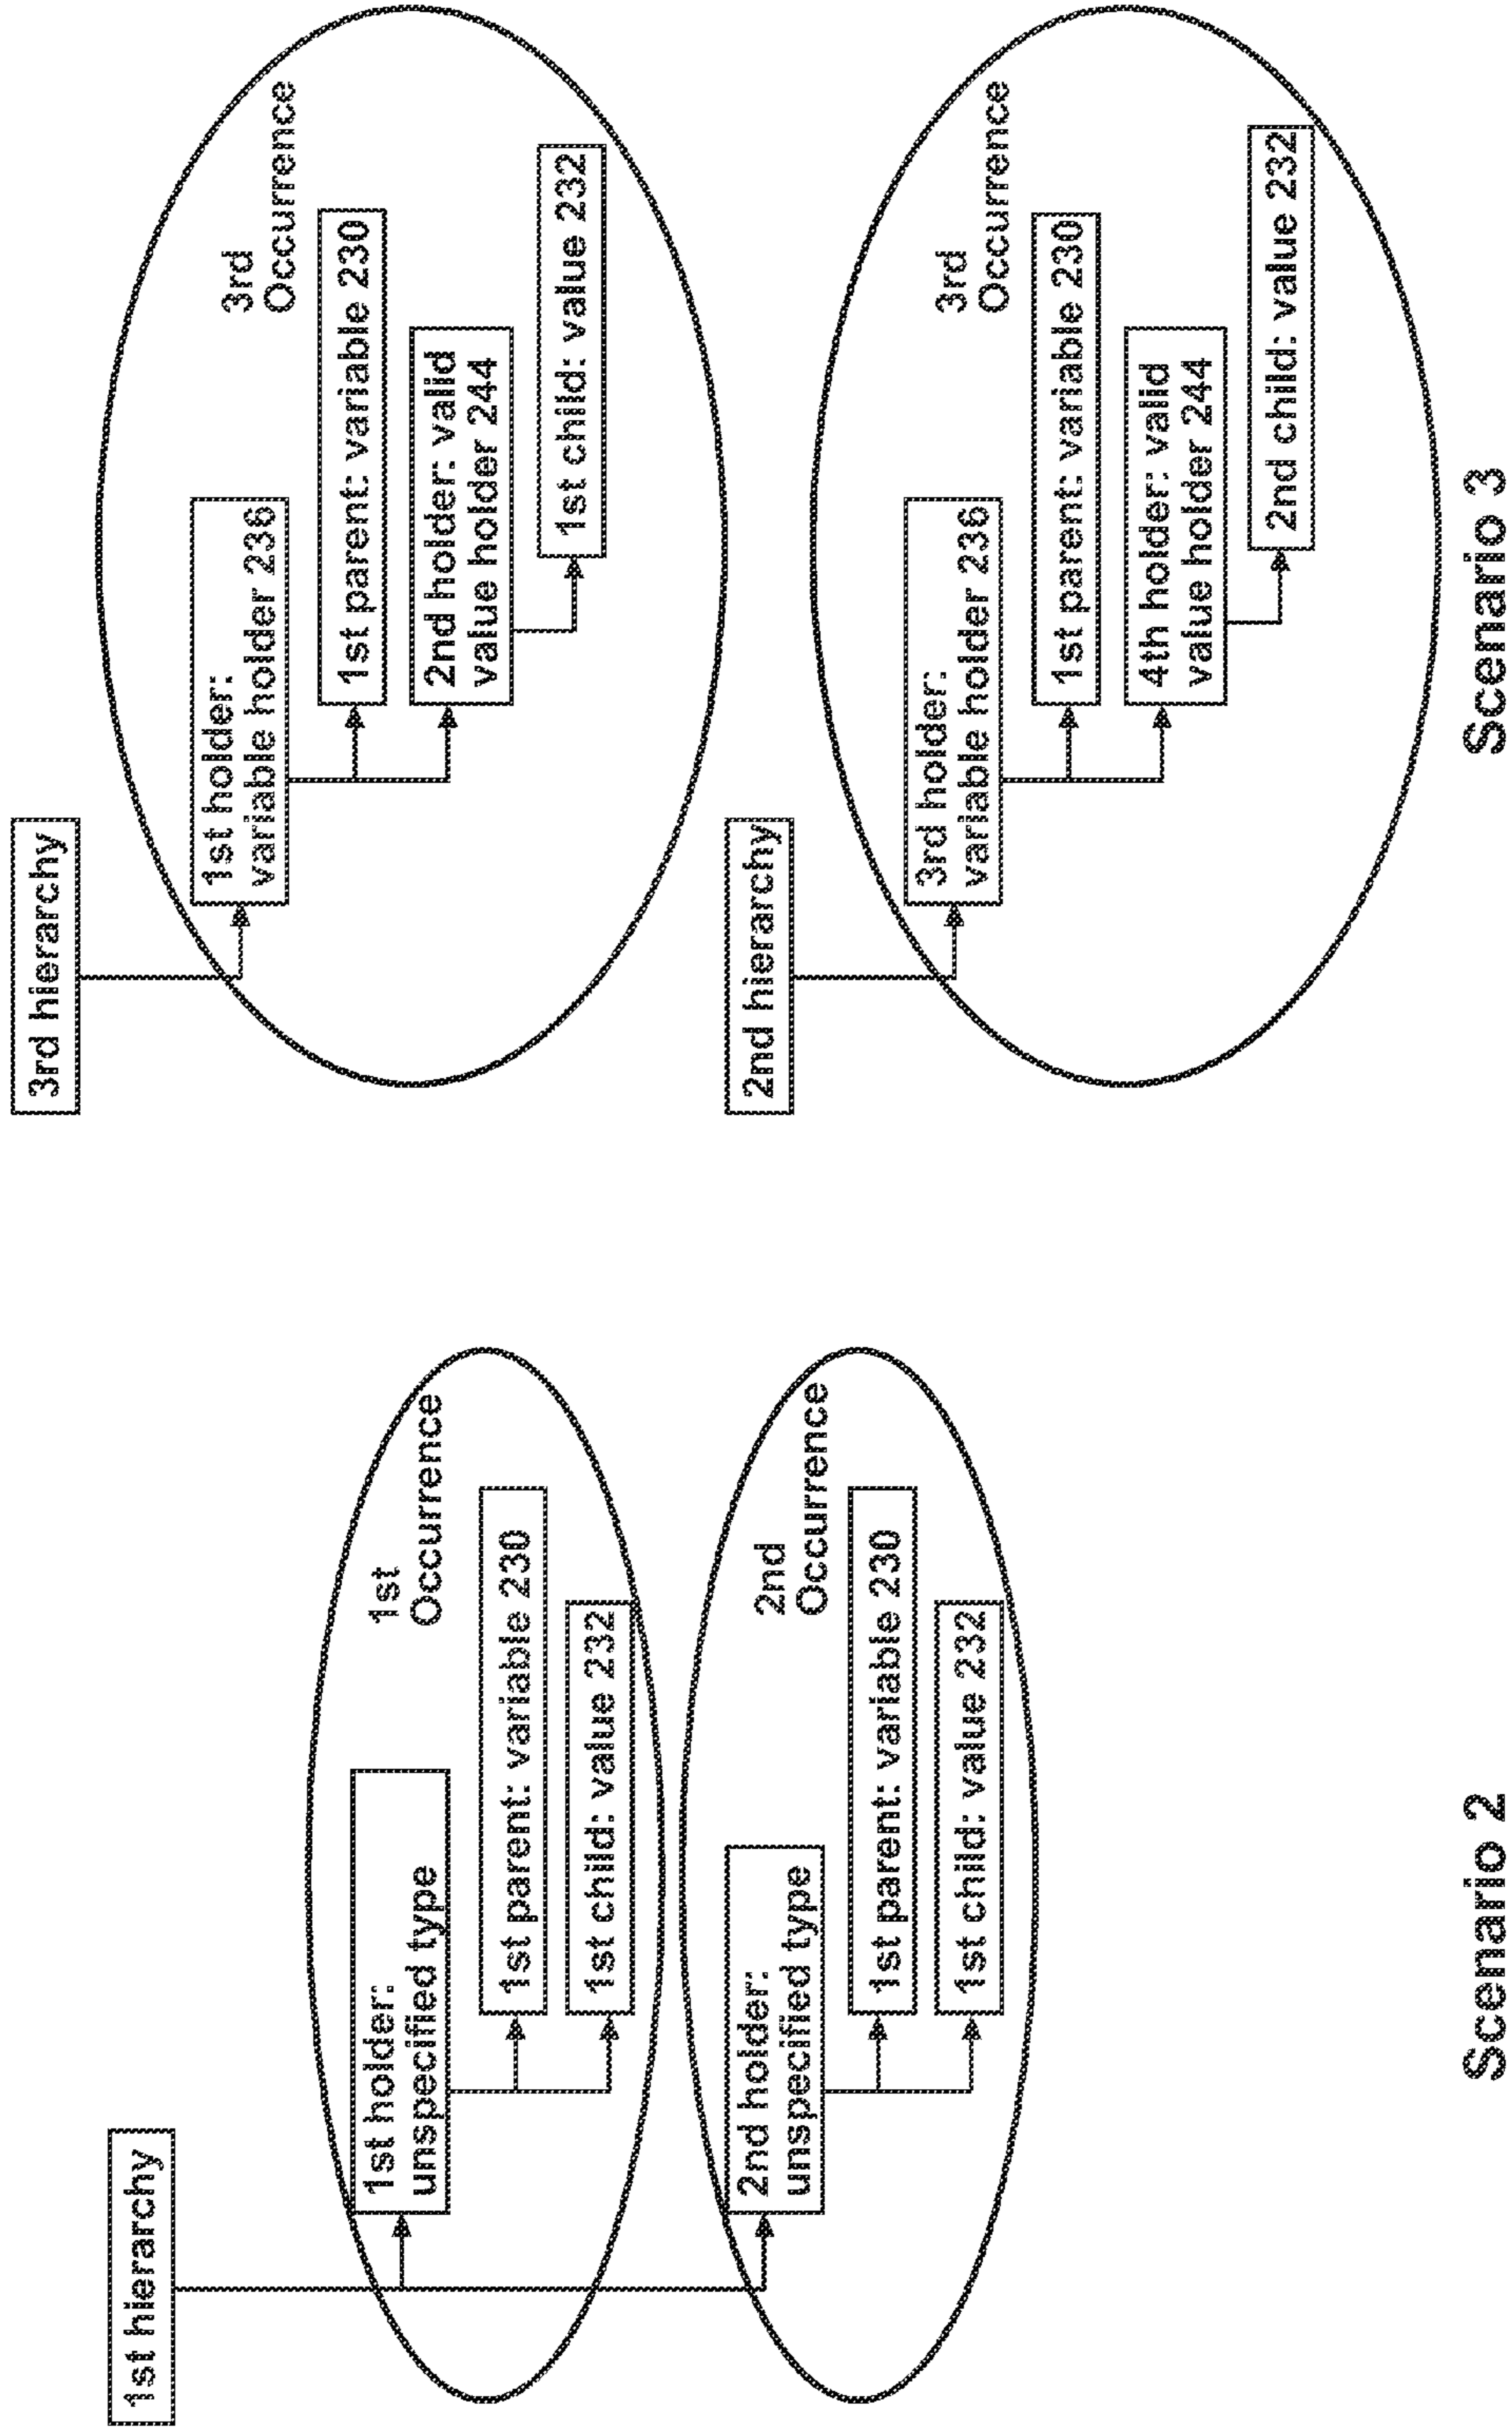 1st hierarchy
1st holder:
unspecified type
1st
Occurrence
1st parent: variable 230
1st child: value 232
2nd holder:
unspecified type
2nd
Occurrence
1st parent: variable 230
1st child: value 232
Scenario 2
3rd hierarchy
1st holder:
variable holder 236
3rd
Occurrence
1st parent: variable 230
2nd holder: valid
value holder 244
1st child: value 232
2nd hierarchy
3rd holder:
variable holder 236
3rd
Occurrence
1st parent: variable 230
4th holder: valid
value holder 244
2nd child: value 232
Scenario 3